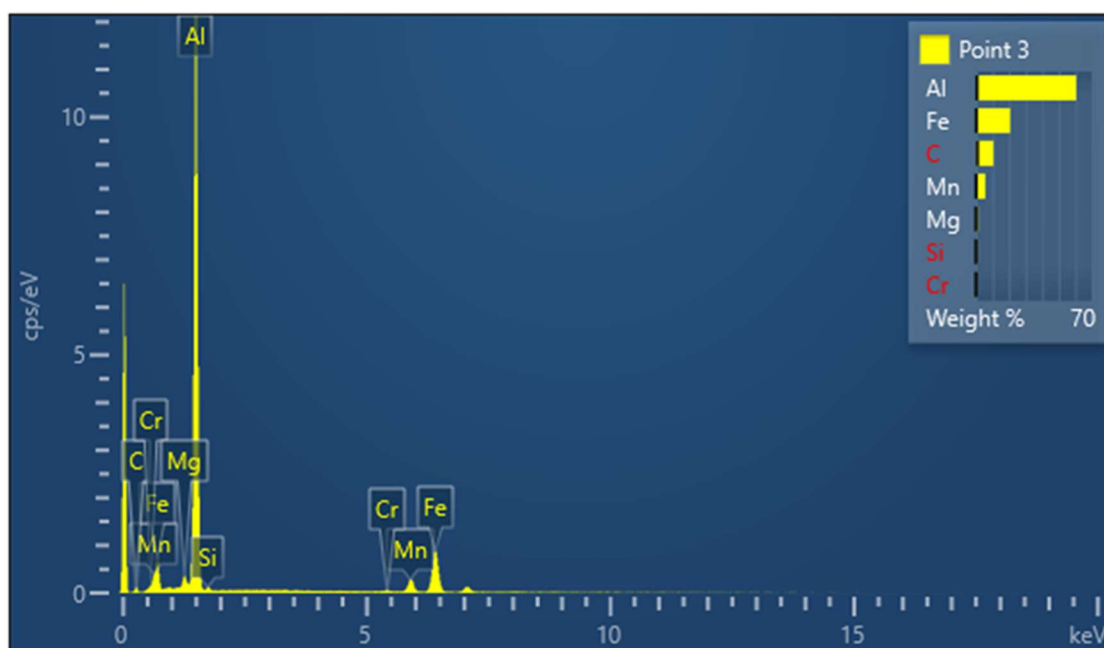 Al
10
cps/eV
5
Cr
C
Mg
Fe
Mn
Si
Cr
Fe
Mn
0
0
5
10
15
keV
Point 3
Al
Fe
C
Mn
Mg
Si
Cr
Weight % 70